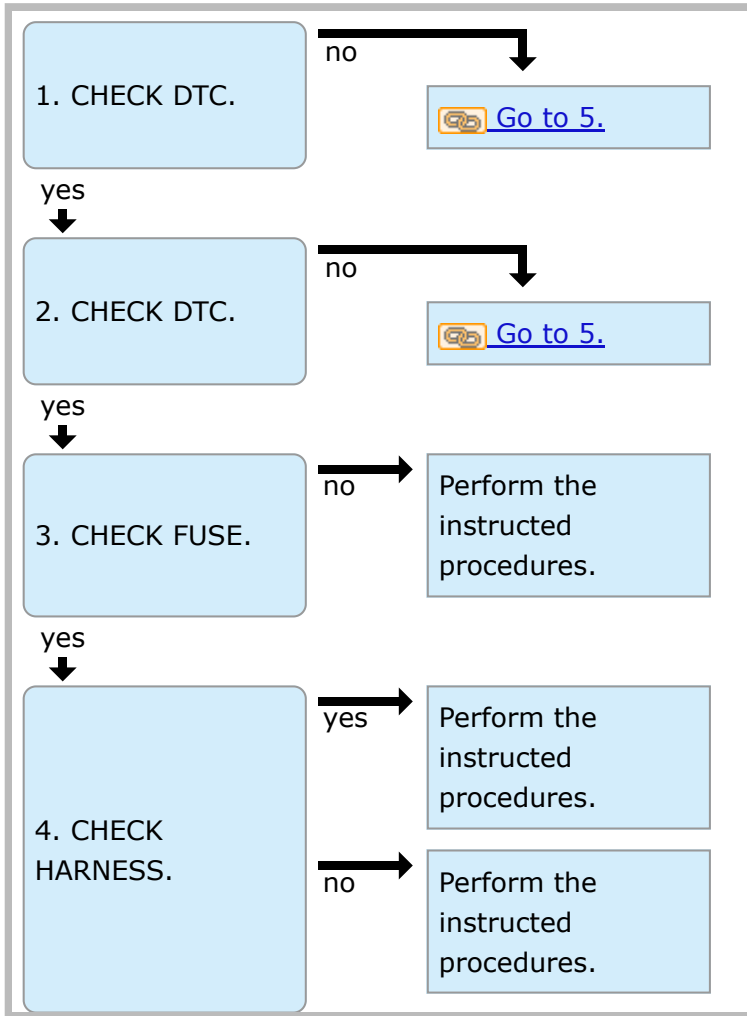 no
1. CHECK DTC.
Go to 5.
yes
no
2. CHECK DTC.
Go to 5.
yes
no
3. CHECK FUSE.
Perform the
instructed
procedures.
yes
yes
Perform the
instructed
procedures.
4. CHECK
HARNESS.
no
Perform the
instructed
procedures.